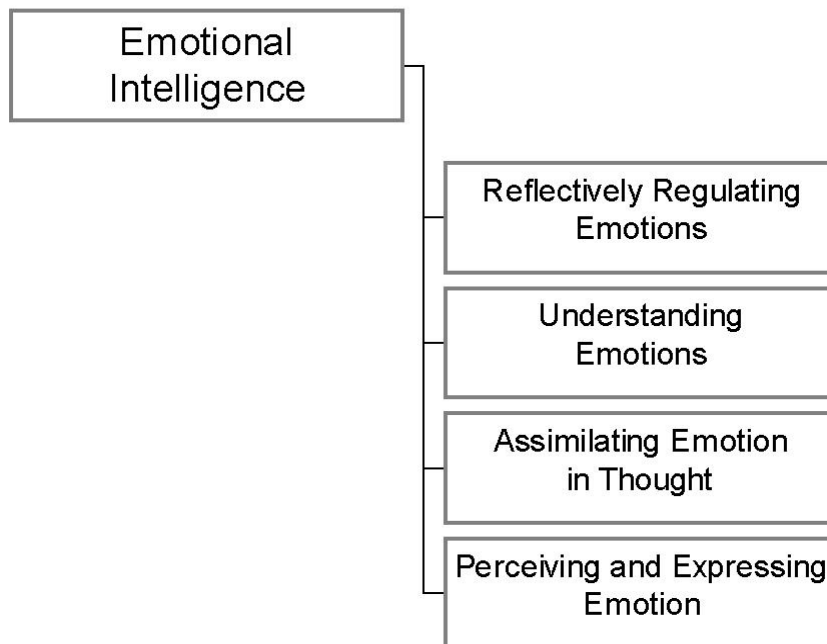 Emotional
Intelligence
Reflectively Regulating
Emotions
Understanding
Emotions
Assimilating Emotion
in Thought
Perceiving and Expressing
Emotion